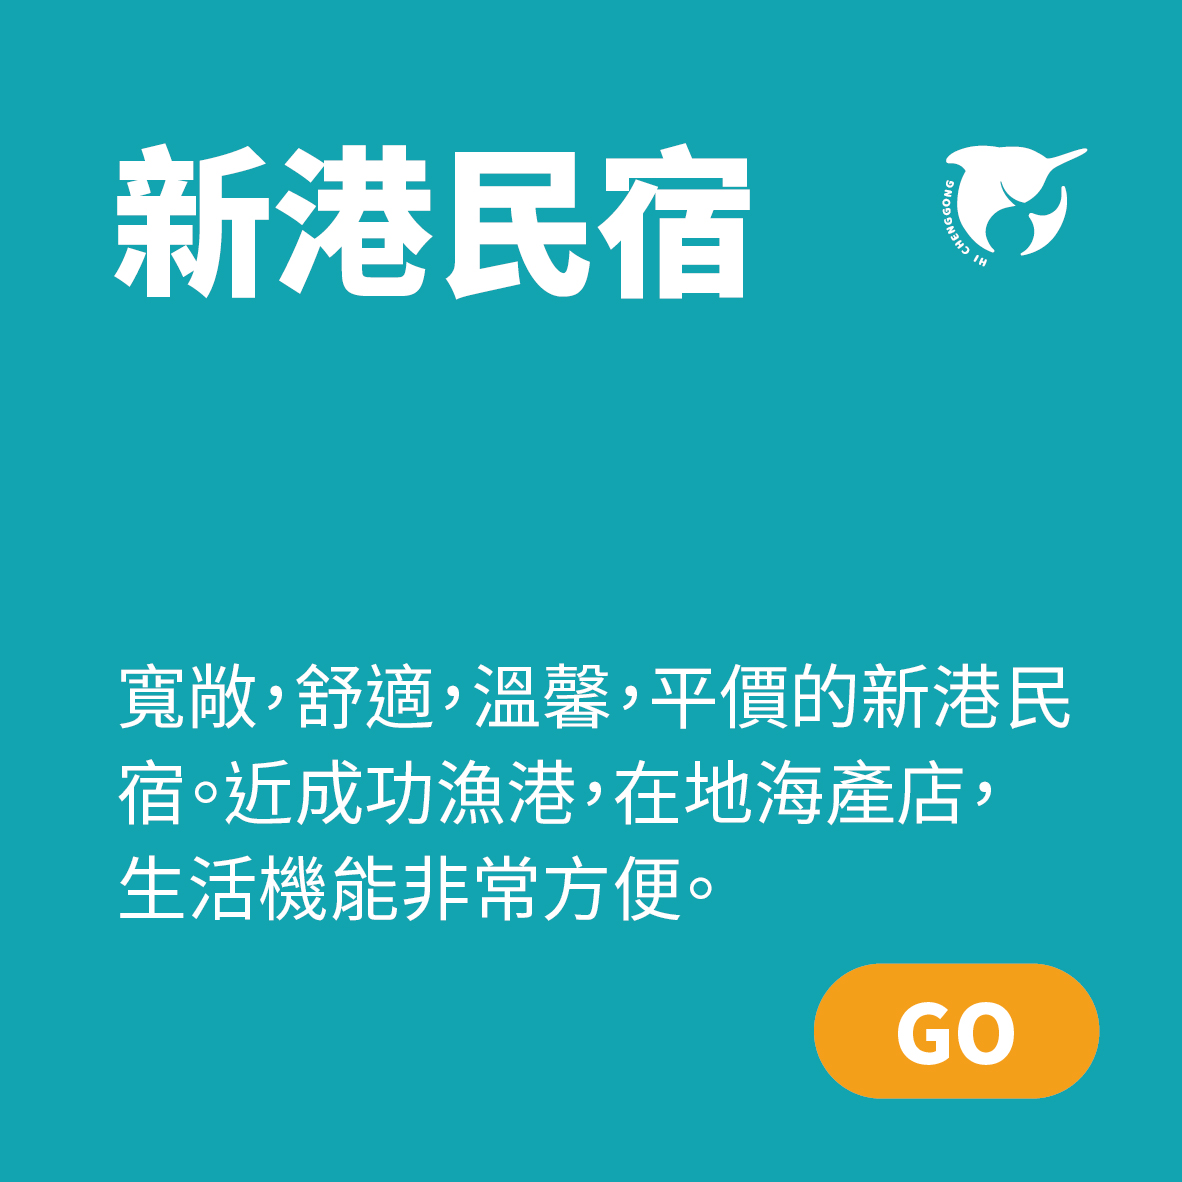 新港民宿
HI CHENGGONG
寬敞,舒適,溫馨,平價的新港民
宿。近成功漁港,在地海產店,
生活機能非常方便。
GO